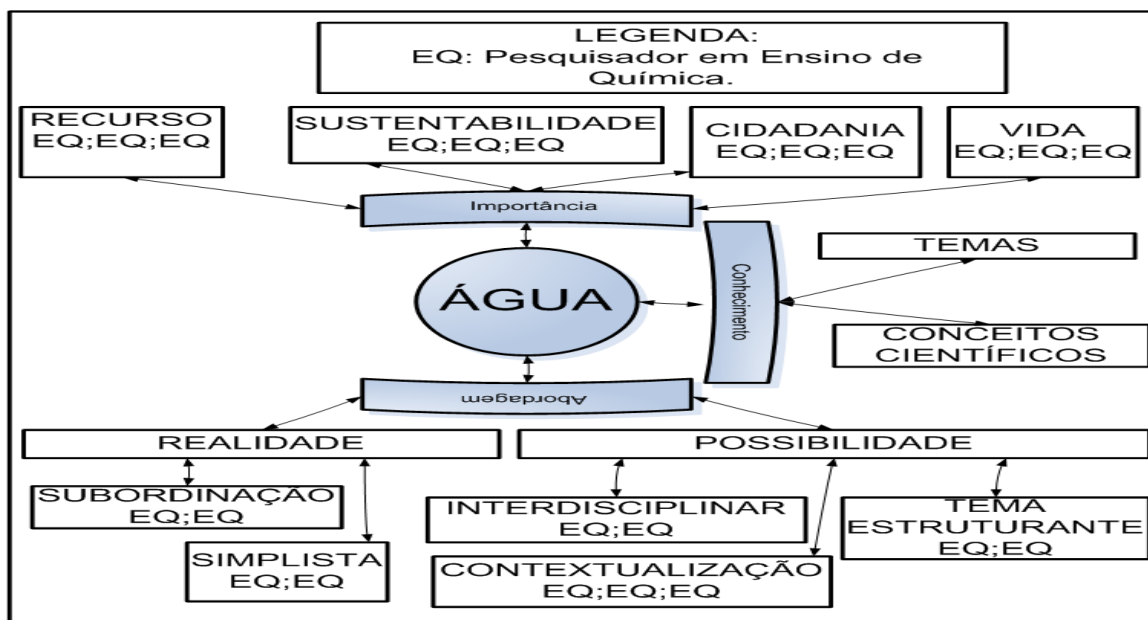 LEGENDA:
EQ: Pesquisador em Ensino de
Química.
RECURSO
EQ;EQ;EQ
SUSTENTABILIDADE
EQ;EQ;EQ
CIDADANIA
EQ;EQ;EQ
VIDA
EQ;EQ;EQ
Importância
TEMAS
Conhecimento
ÁGUA
CONCEITOS
CIENTÍFICOS
Abordagem
REALIDADE
POSSIBILIDADE
SUBORDINAÇÃO
EQ;EQ
INTERDISCIPLINAR
EQ;EQ
TEMA
ESTRUTURANTE
EQ;EQ
SIMPLISTA
EQ;EQ
CONTEXTUALIZAÇÃO
EQ;EQ;EQ